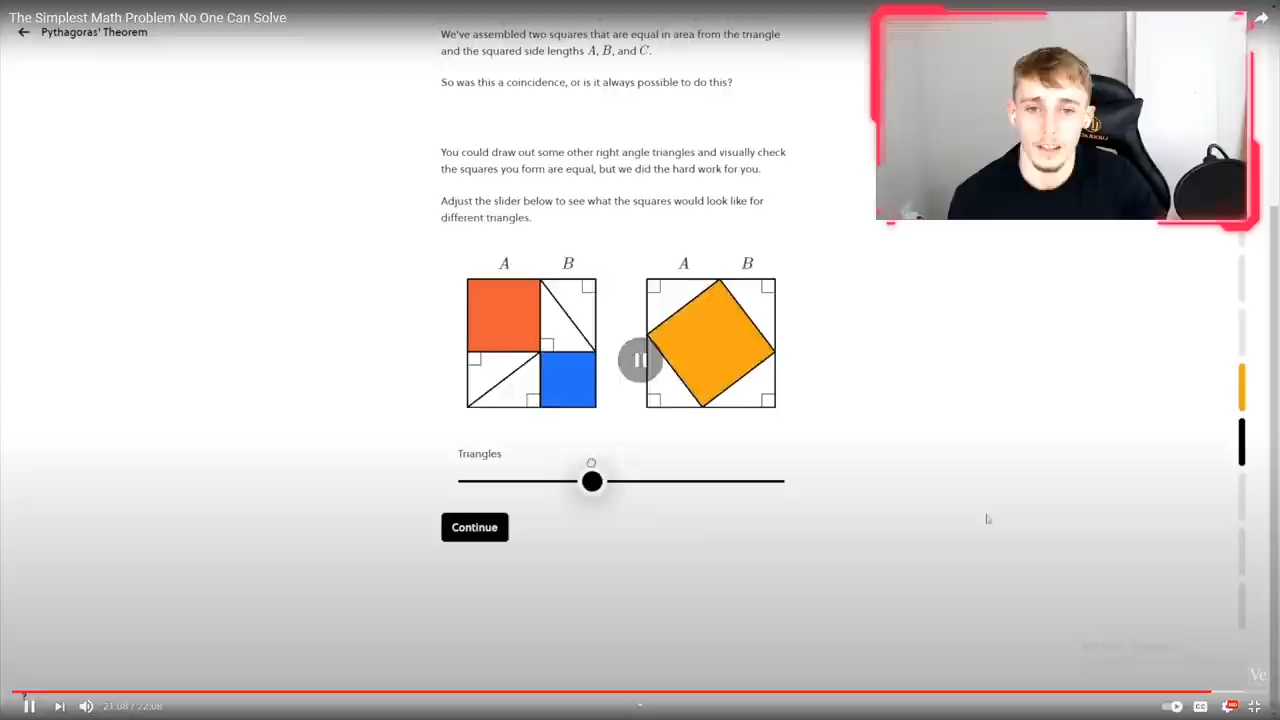 The Simplest Math Problem No One Can Solve
Pythagoras' Theorem
We've assembled two squares that are equal in area from the triangle
and the squared side lengths A, B, and C.
So was this a coincidence, or is it always possible to do this?
You could draw out some other right angle triangles and visually check
the squares you form are equal, but we did the hard work for you.
Adjust the slider below to see what the squares would look like for
different triangles.
A B A B
Triangles
Continue
Ve
21:08 / 22:08
CC
HD